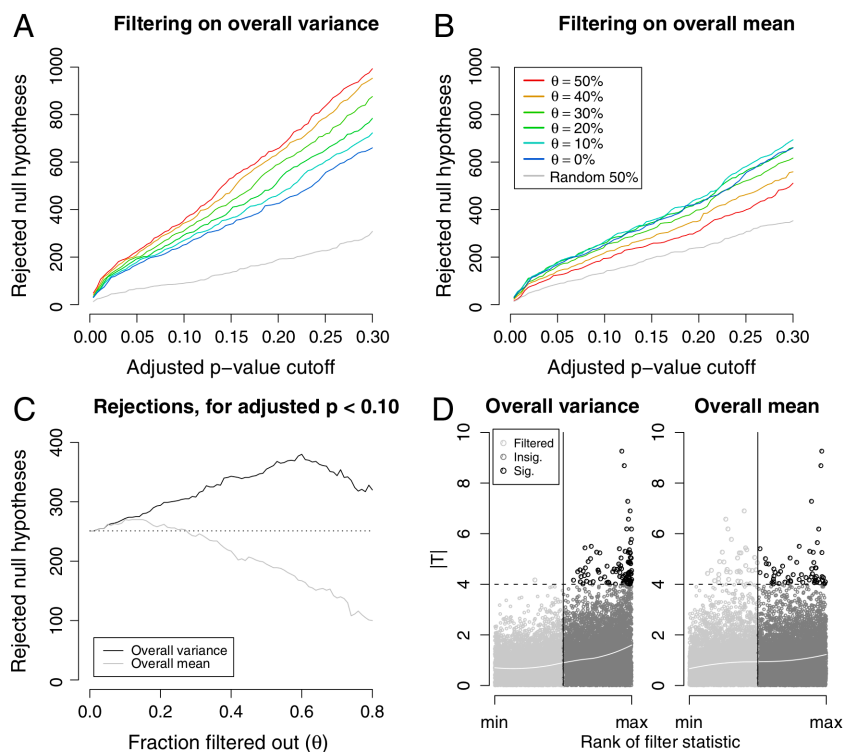 A
Filtering on overall variance
Rejected null hypotheses
0
200
400
600
800
1000
0.00
0.05
0.10
0.15
0.20
0.25
0.30
Adjusted p−value cutoff
B
Filtering on overall mean
Rejected null hypotheses
0
200
400
600
800
1000
θ = 50%
θ = 40%
θ = 30%
θ = 20%
θ = 10%
θ = 0%
Random 50%
0.00
0.05
0.10
0.15
0.20
0.25
0.30
Adjusted p−value cutoff
C
Rejections, for adjusted p < 0.10
Rejected null hypotheses
0
100
200
300
400
Overall variance
Overall mean
0.0
0.2
0.4
0.6
0.8
Fraction filtered out (θ)
D
Overall variance
Overall mean
|T|
0
2
4
6
8
10
Filtered
Insig.
Sig.
0
2
4
6
8
10
min
max
min
max
Rank of filter statistic